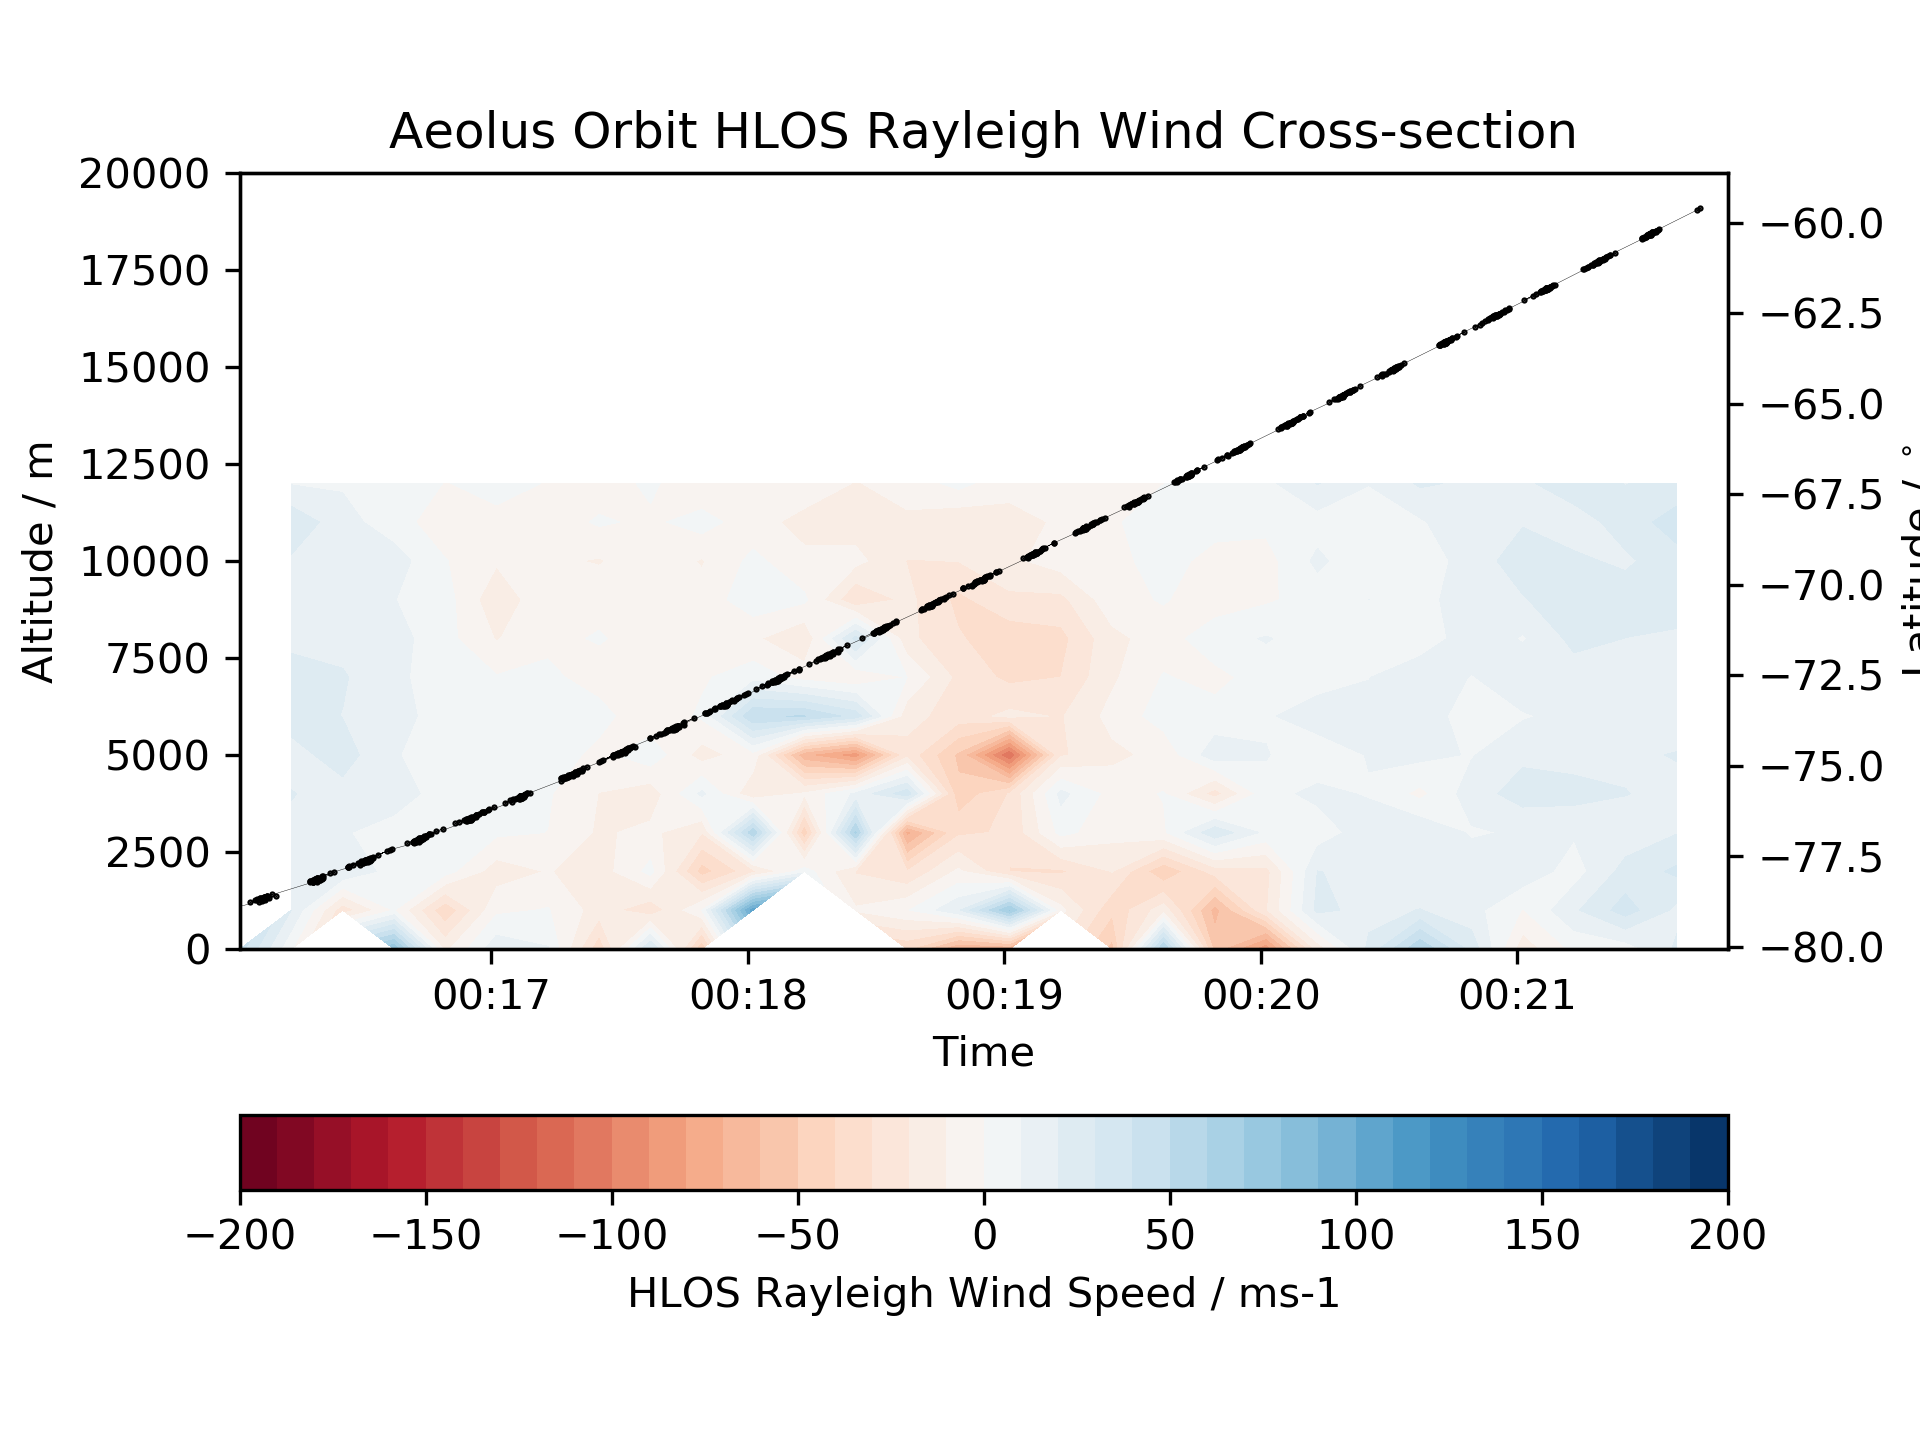 Aeolus Orbit HLOS Rayleigh Wind Cross-section
20000
17500
15000
12500
10000
7500
5000
2500
0
Altitude / m
−60.0
−62.5
−65.0
−67.5
−70.0
−72.5
−75.0
−77.5
−80.0
Latitude / °
00:17 00:18 00:19 00:20 00:21
Time
−200 −150 −100 −50 0 50 100 150 200
HLOS Rayleigh Wind Speed / ms-1